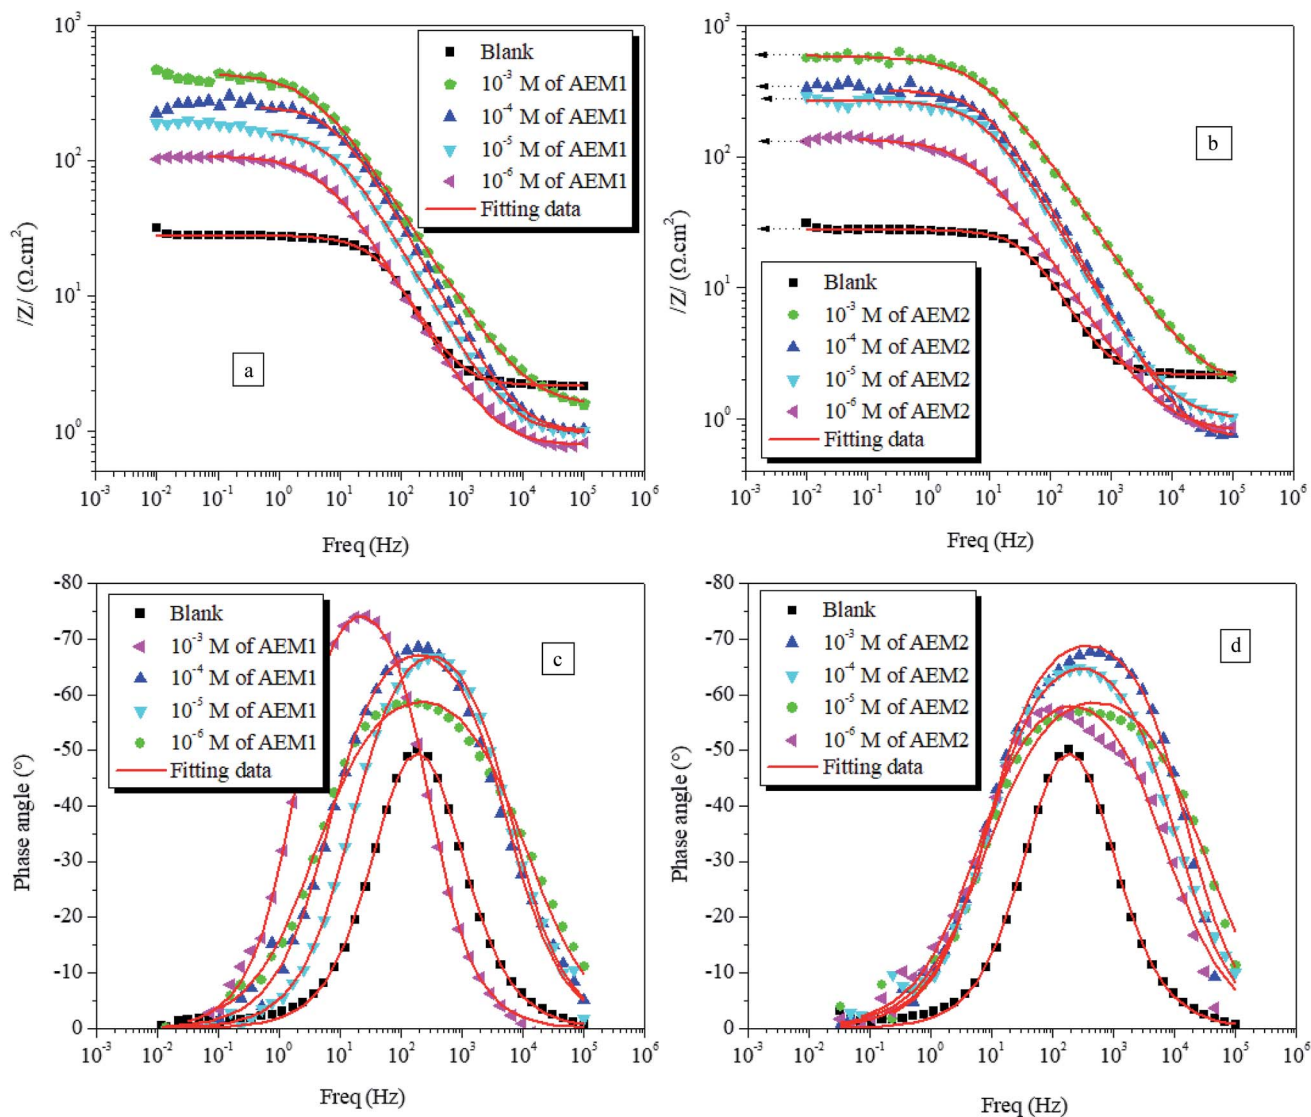 10³
10²
10¹
10⁰
/Z/ (Ω.cm²)
Blank
10⁻³ M of AEM1
10⁻⁴ M of AEM1
10⁻⁵ M of AEM1
10⁻⁶ M of AEM1
Fitting data
a
10⁻³ 10⁻² 10⁻¹ 10⁰ 10¹ 10² 10³ 10⁴ 10⁵ 10⁶
Freq (Hz)
10³
10²
10¹
10⁰
/Z/ (Ω.cm²)
b
Blank
10⁻³ M of AEM2
10⁻⁴ M of AEM2
10⁻⁵ M of AEM2
10⁻⁶ M of AEM2
Fitting data
10⁻³ 10⁻² 10⁻¹ 10⁰ 10¹ 10² 10³ 10⁴ 10⁵ 10⁶
Freq (Hz)
-80
-70
-60
-50
-40
-30
-20
-10
0
Phase angle (°)
Blank
10⁻³ M of AEM1
10⁻⁴ M of AEM1
10⁻⁵ M of AEM1
10⁻⁶ M of AEM1
Fitting data
c
10⁻³ 10⁻² 10⁻¹ 10⁰ 10¹ 10² 10³ 10⁴ 10⁵ 10⁶
Freq (Hz)
-80
-70
-60
-50
-40
-30
-20
-10
0
Phase angle (°)
Blank
10⁻³ M of AEM2
10⁻⁴ M of AEM2
10⁻⁵ M of AEM2
10⁻⁶ M of AEM2
Fitting data
d
10⁻³ 10⁻² 10⁻¹ 10⁰ 10¹ 10² 10³ 10⁴ 10⁵ 10⁶
Freq (Hz)